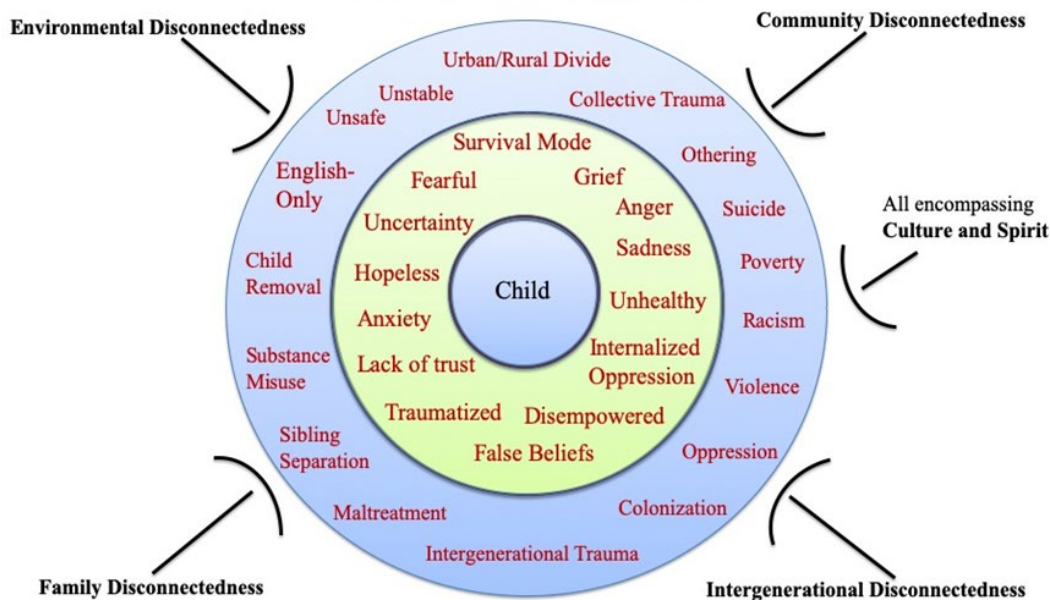 Environmental Disconnectedness
Community Disconnectedness
Urban/Rural Divide
Unstable
Collective Trauma
Unsafe
Survival Mode
Othering
English-
Only
Fearful
Grief
Anger
Suicide
All encompassing
Culture and Spirit
Uncertainty
Sadness
Child
Removal
Hopeless
Child
Poverty
Unhealthy
Anxiety
Racism
Substance
Misuse
Lack of trust
Internalized
Oppression
Violence
Traumatized
Disempowered
Sibling
Separation
False Beliefs
Oppression
Maltreatment
Colonization
Intergenerational Trauma
Family Disconnectedness
Intergenerational Disconnectedness